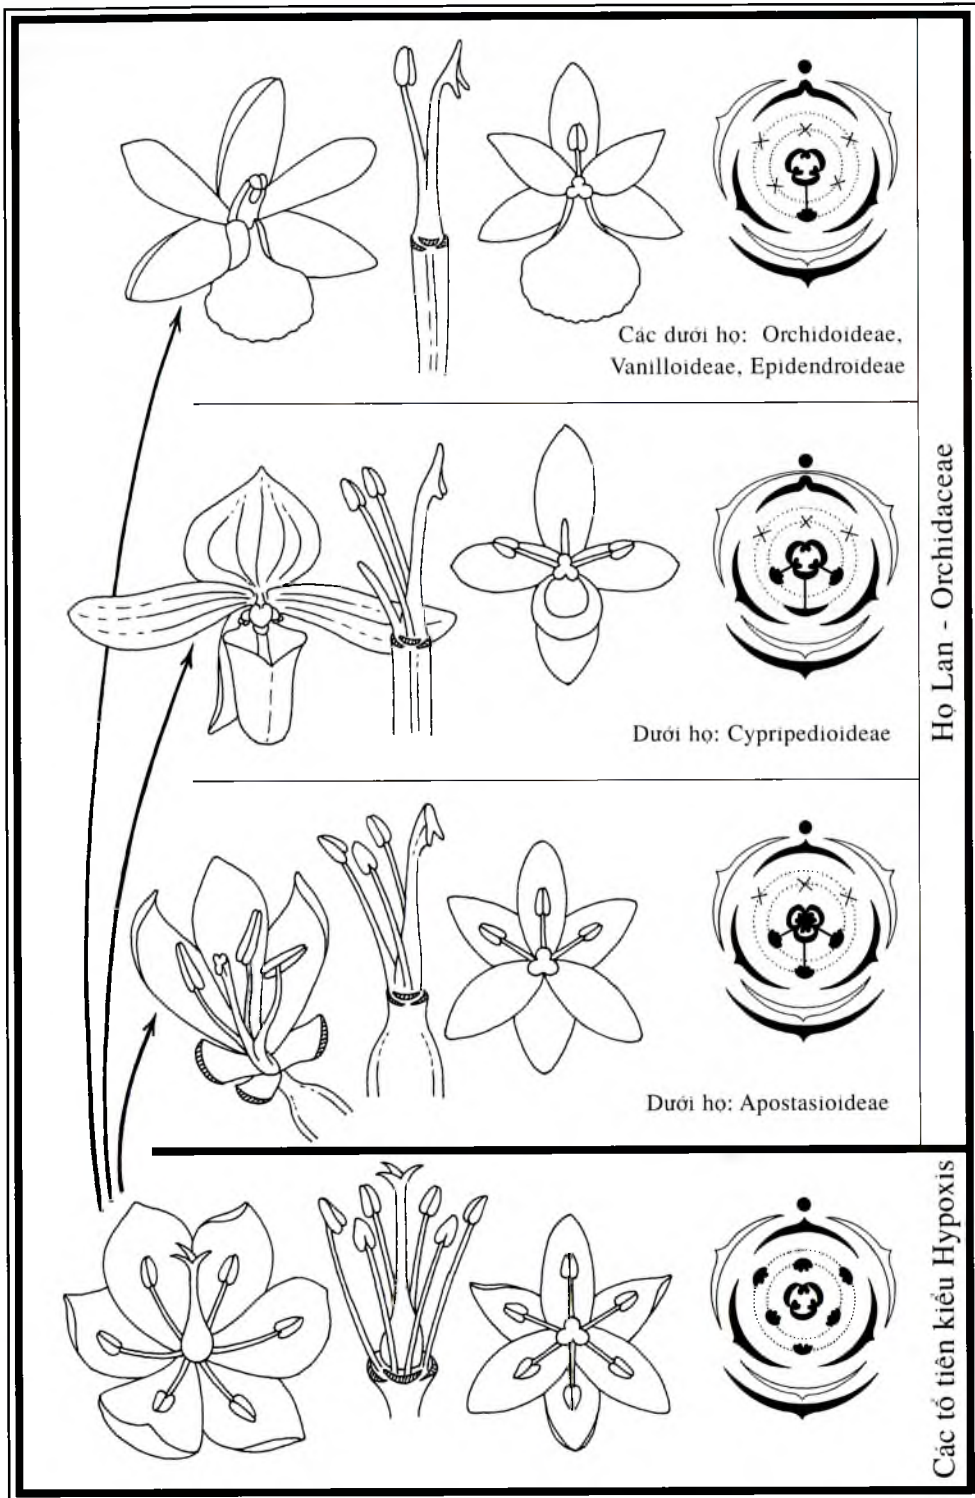 Các dưới họ: Orchidoideae,
Vanilloideae, Epidendroideae
Dưới họ: Cypripedioideae
Dưới họ: Apostasioideae
Họ Lan - Orchidaceae
Các tổ tiên kiểu Hypoxis